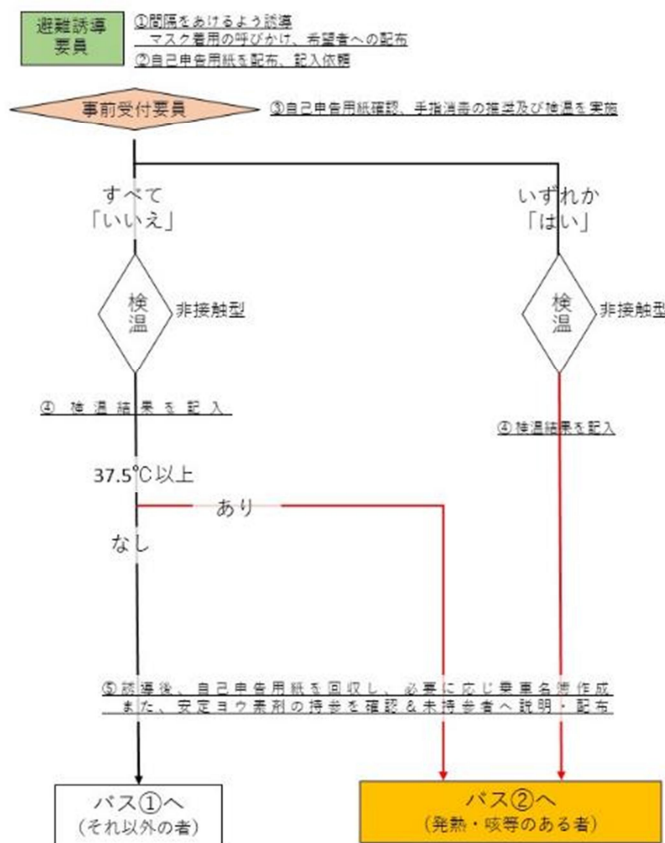 避難誘導
要員
①間隔をあけるよう誘導
マスク着用の呼びかけ、希望者への配布
②自己申告用紙を配布、記入依頼
事前受付要員
③自己申告用紙確認、手指消毒の推奨及び検温を実施
すべて
「いいえ」
いずれか
「はい」
検温
非接触型
検温
非接触型
④検温結果を記入
④検温結果を記入
37.5℃以上
あり
なし
⑤誘導後、自己申告用紙を回収し、必要に応じ乗車名簿作成
また、安定ヨウ素剤の持参を確認&未持参者へ説明・配布
バス①へ
(それ以外の者)
バス②へ
(発熱・咳等のある者)